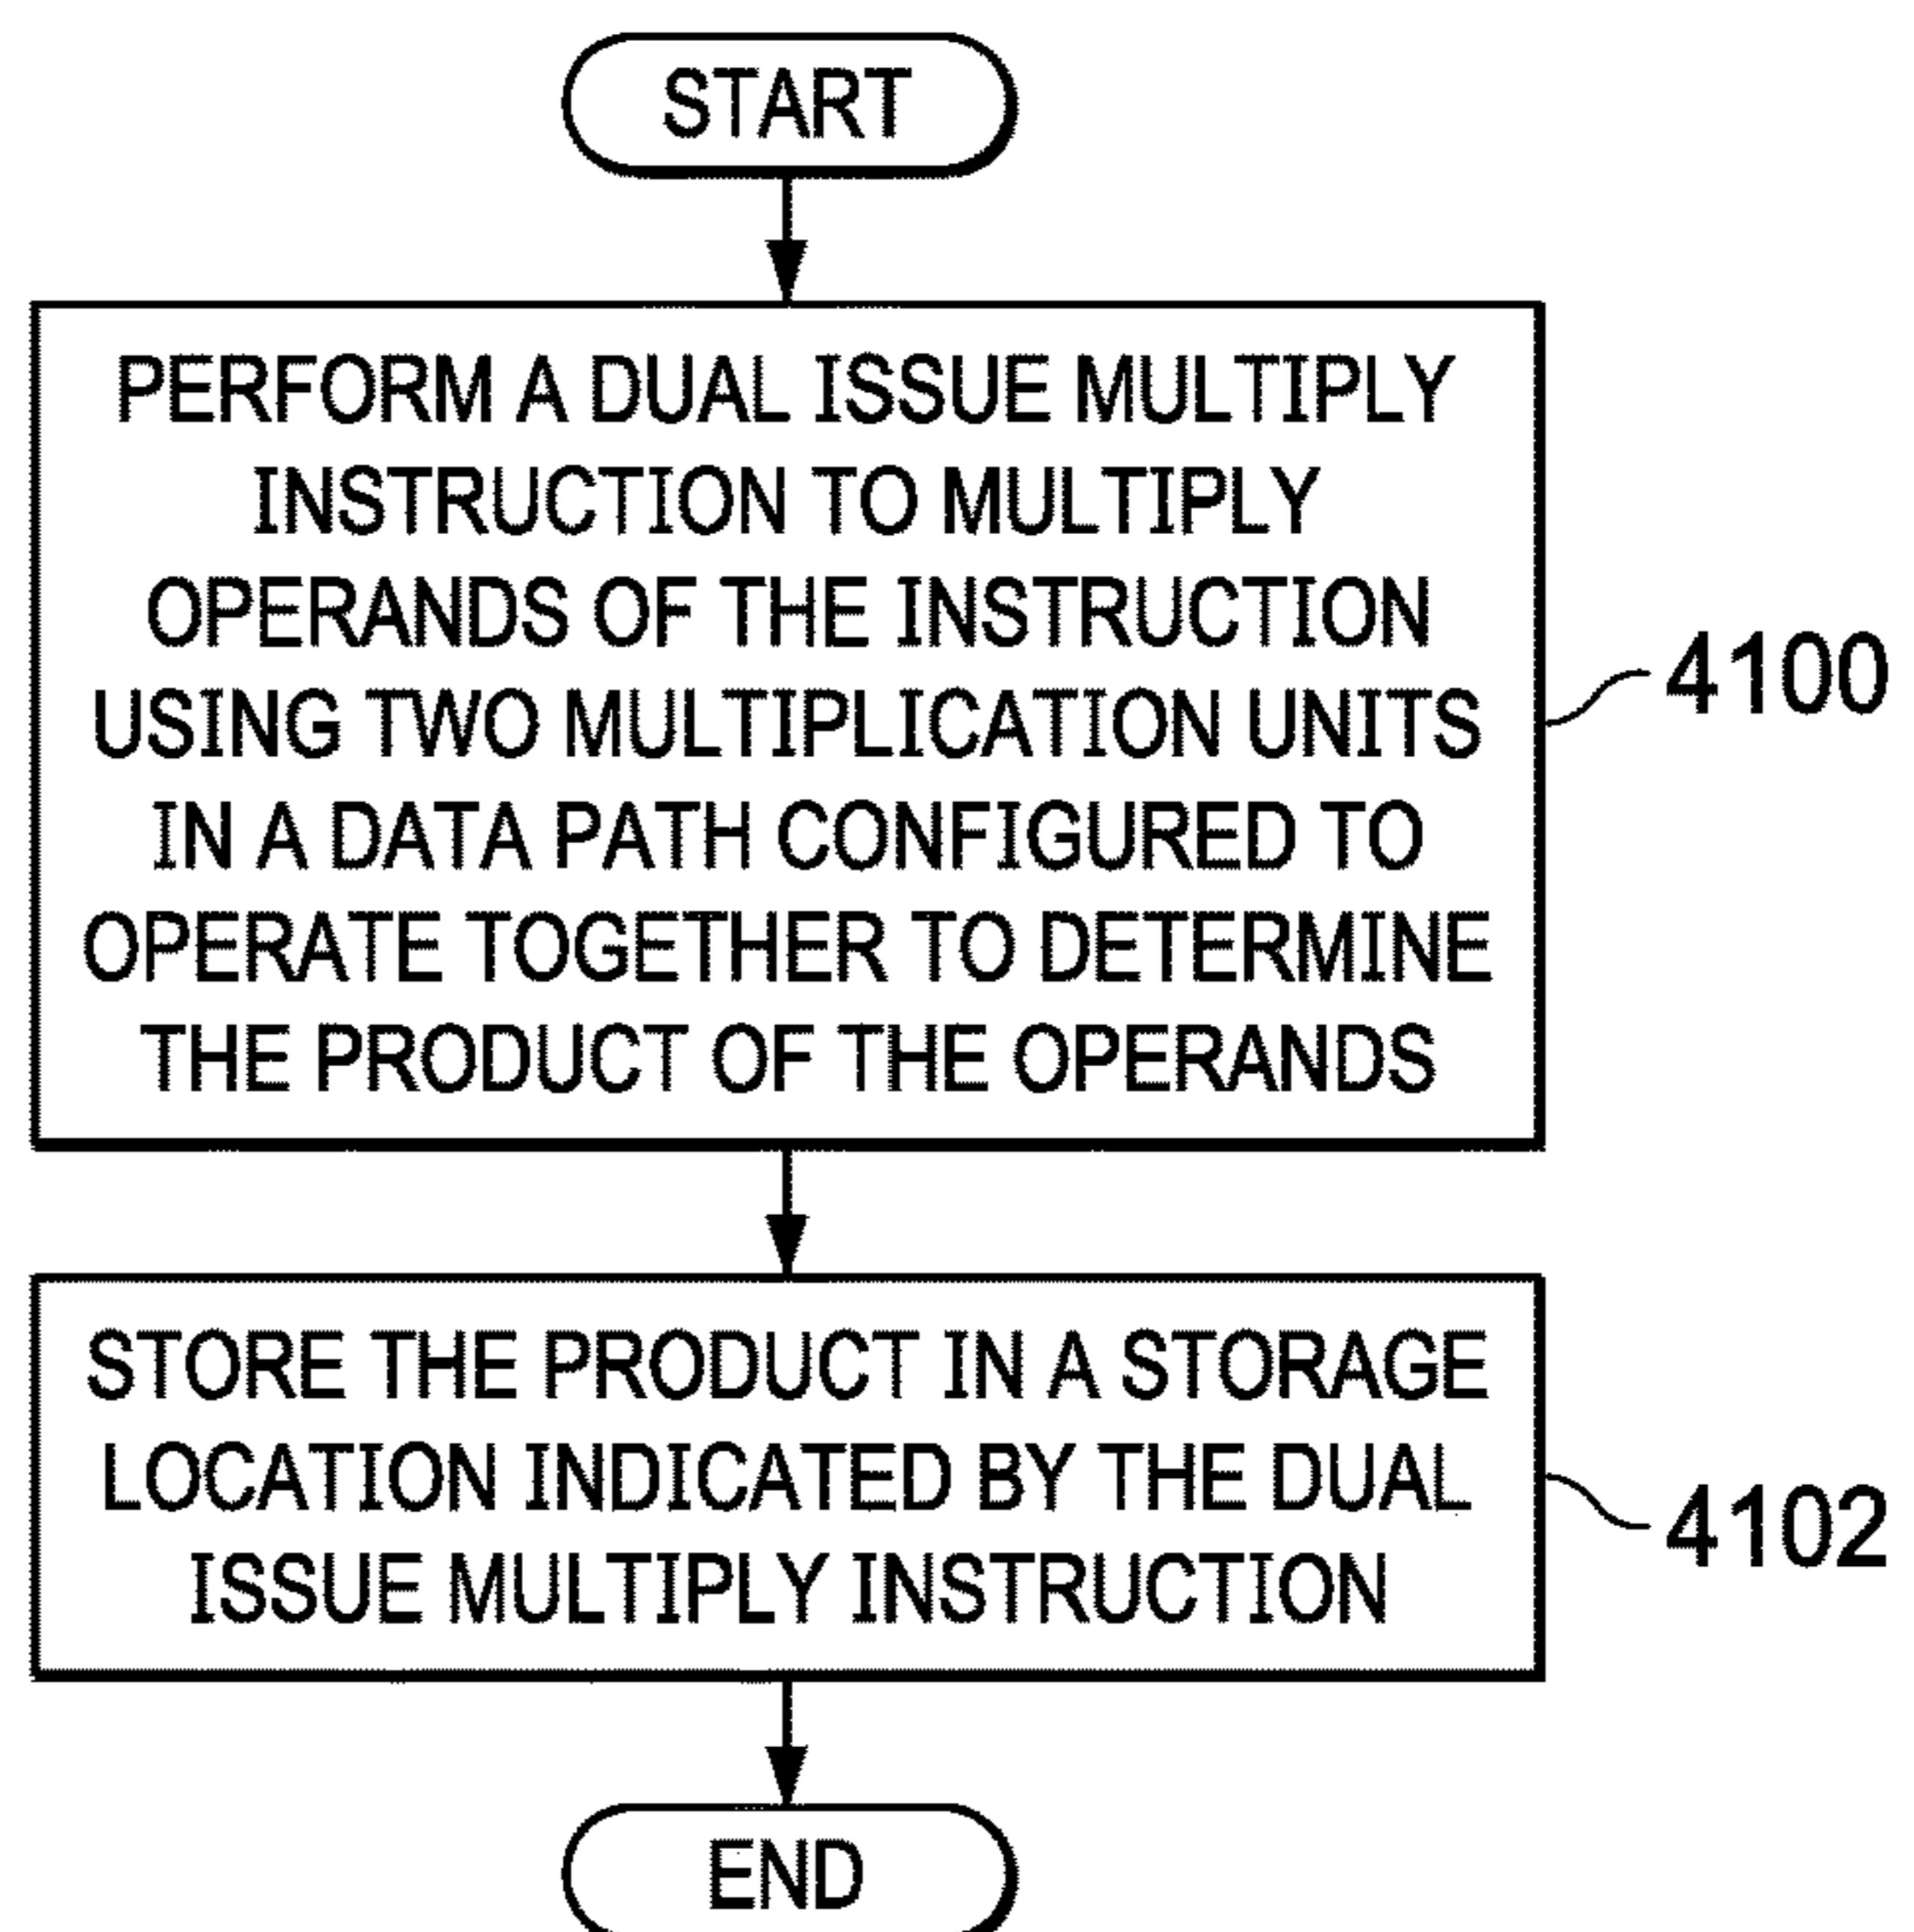 START
PERFORM A DUAL ISSUE MULTIPLY
INSTRUCTION TO MULTIPLY
OPERANDS OF THE INSTRUCTION
USING TWO MULTIPLICATION UNITS
IN A DATA PATH CONFIGURED TO
OPERATE TOGETHER TO DETERMINE
THE PRODUCT OF THE OPERANDS
4100
STORE THE PRODUCT IN A STORAGE
LOCATION INDICATED BY THE DUAL
ISSUE MULTIPLY INSTRUCTION
4102
END